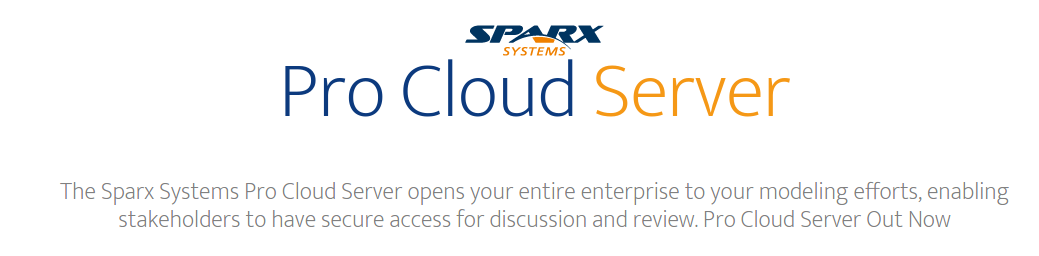 SPARX
SYSTEMS
Pro Cloud Server
The Sparx Systems Pro Cloud Server opens your entire enterprise to your modeling efforts, enabling
stakeholders to have secure access for discussion and review. Pro Cloud Server Out Now